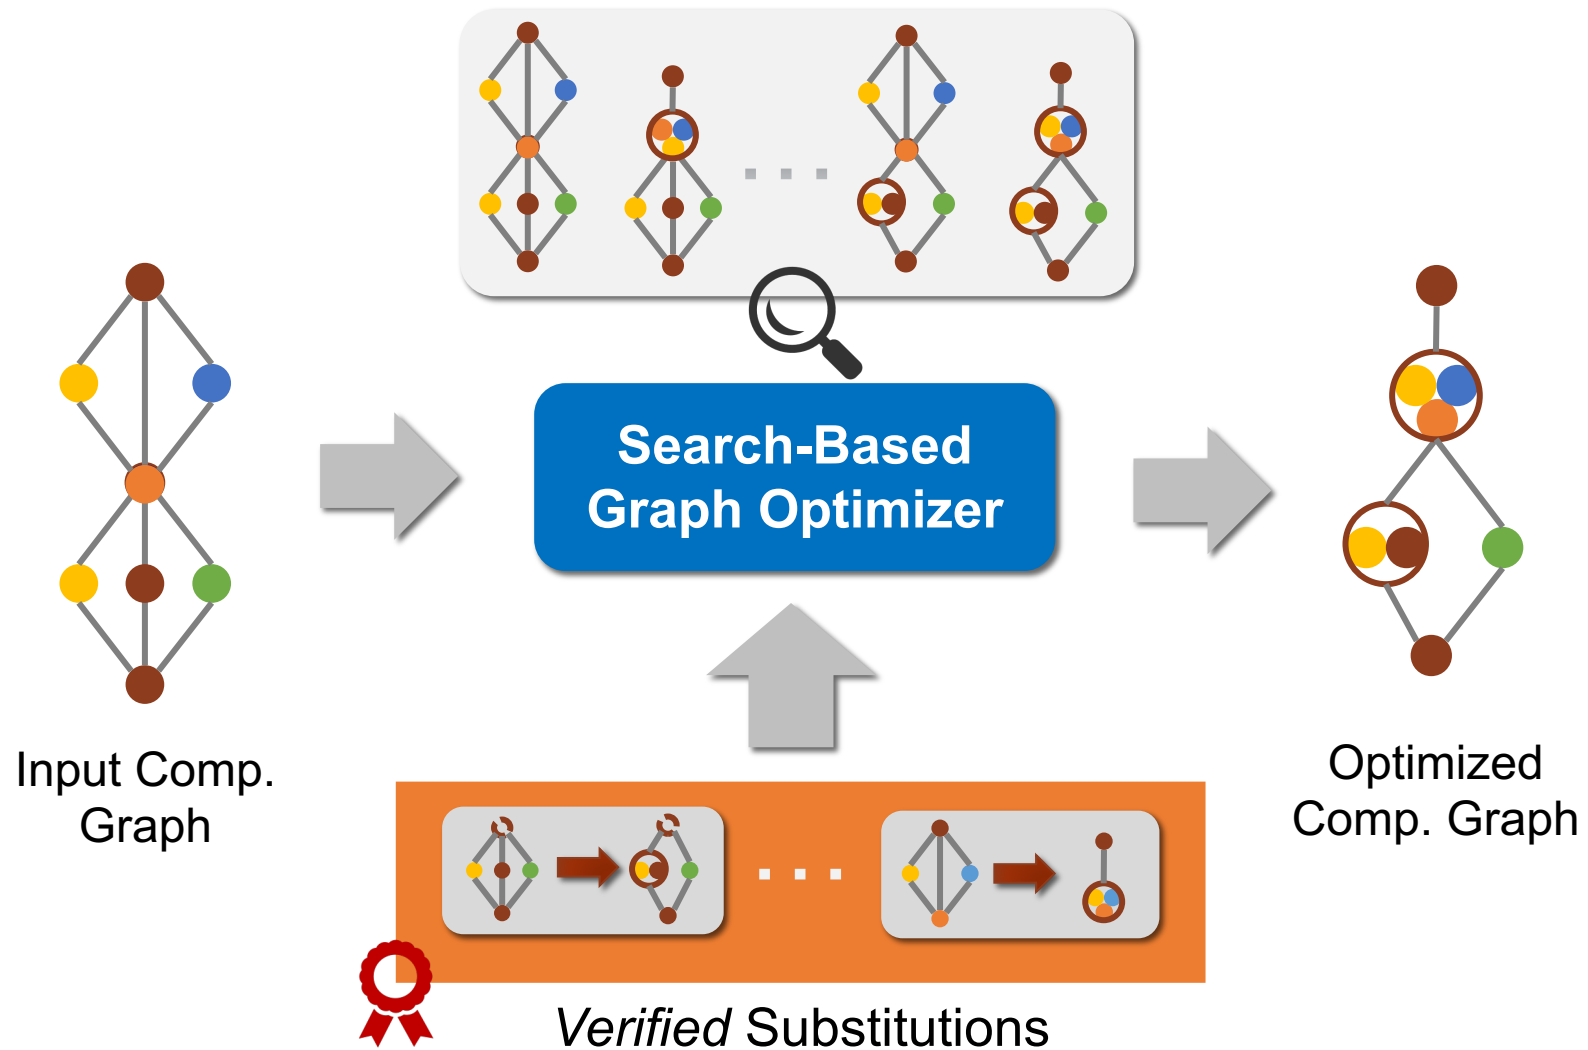 Search-Based
Graph Optimizer
Input Comp.
Graph
Optimized
Comp. Graph
Verified Substitutions